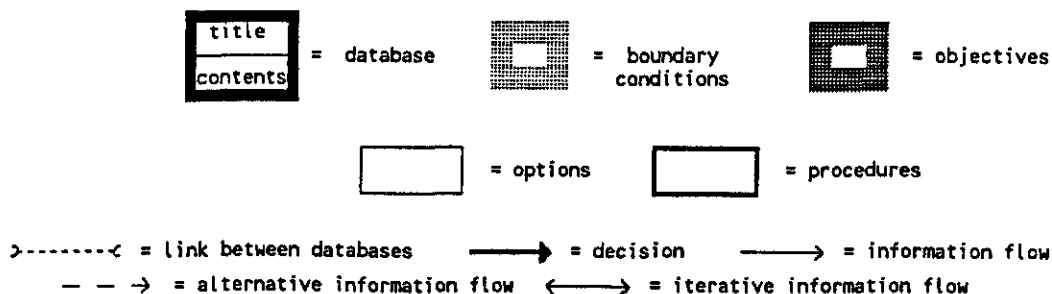 title
contents
= database
= boundary
conditions
= objectives
= options
= procedures
= link between databases
= decision
= information flow
= alternative information flow
= iterative information flow